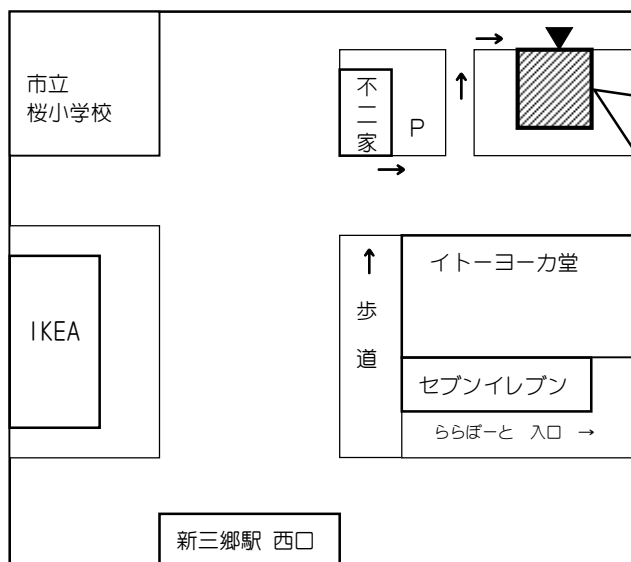 市立
桜小学校
不二家
P
イトーヨーカ堂
歩道
IKEA
セブンイレブン
ららぽーと 入口 →
新三郷駅 西口